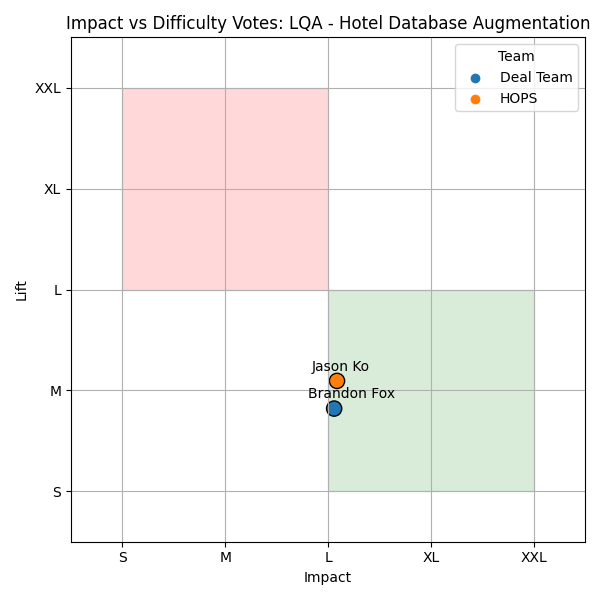 Impact vs Difficulty Votes: LQA - Hotel Database Augmentation
Team
Deal Team
HOPS
XXL
XL
L
M
S
Lift
Jason Ko
Brandon Fox
S
M
L
XL
XXL
Impact